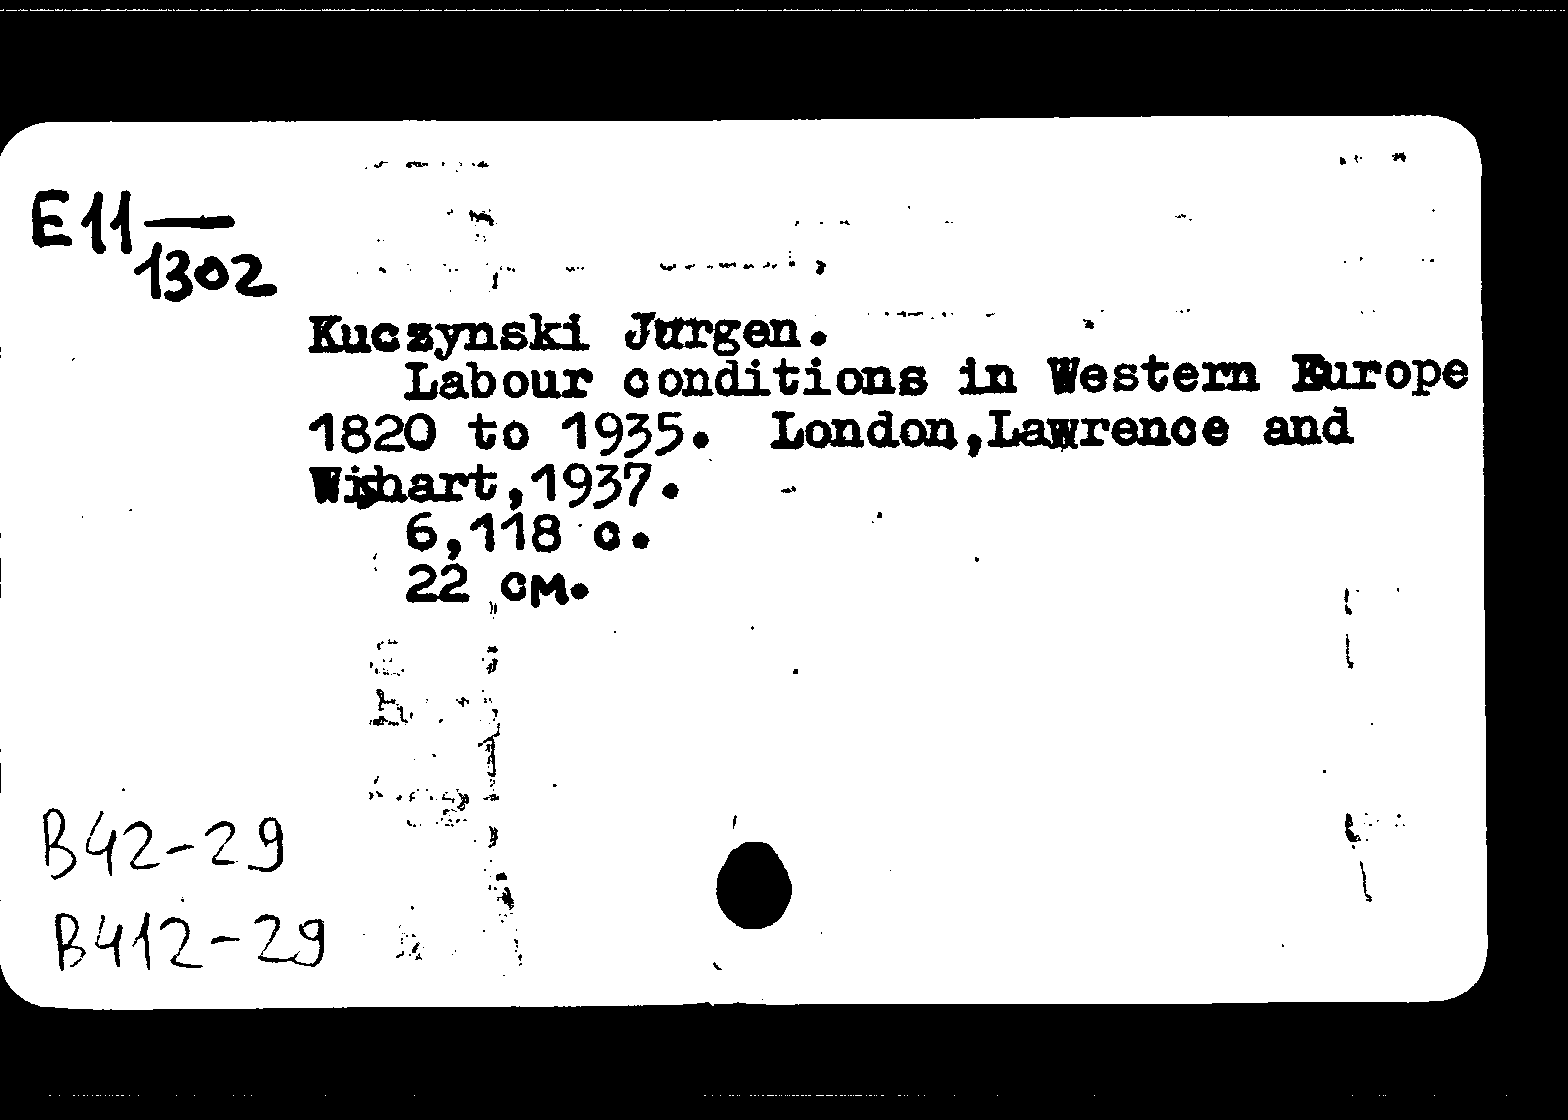 E11—
1302
Kuczynski Jurgen.
Labour conditions in Western Europe
1820 to 1935. London,Lawrence and
Wishart,1937.
6,118 с.
22 см.
B42-29
B412-29